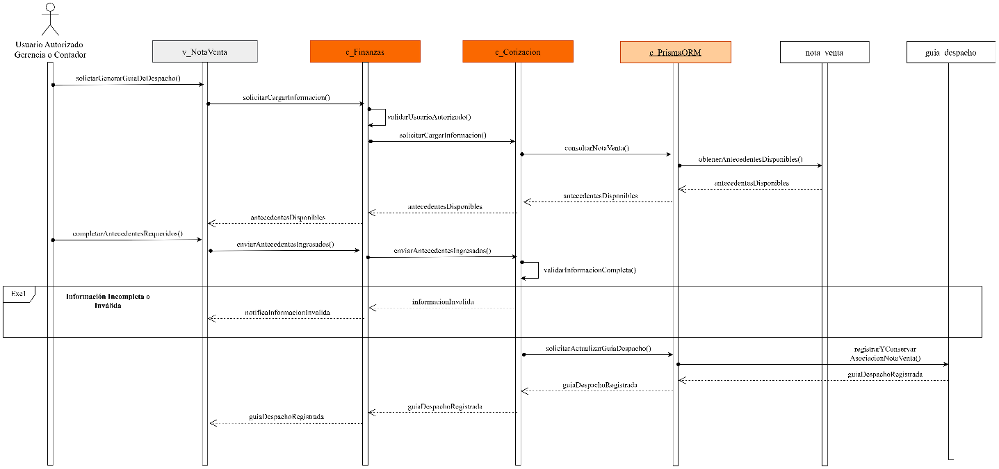 Usuario Autorizado
Gerencia o Contador
v_NotaVenta
c_Finanzas
c_Cotizacion
c_PrismaORM
nota_venta
guia_despacho
solictarGenerarGuiaDeDespacho()
solicitarCargarInformacion()
validarUsuarioAutorizado()
solicitarCargarInformacion()
consultarNotaVenta()
obtenerAntecedentesDisponibles()
antecedentesDisponibles
antecedentesDisponibles
antecedentesDisponibles
antecedentesDisponibles
completarAntecedentesRequeridos()
enviarAntecedentesIngresados()
enviarAntecedentesIngresados()
validarInformacionCompleta()
Exc1
Información Incompleta o
Inválida
informacionInvalida
notificaInformacionInvalida
solicitarActualizarGuiaDespacho()
registrarYConservar
AsociacionNotaVenta()
guiaDespachoRegistrada
guiaDespachoRegistrada
guiaDespachoRegistrada
guiaDespachoRegistrada